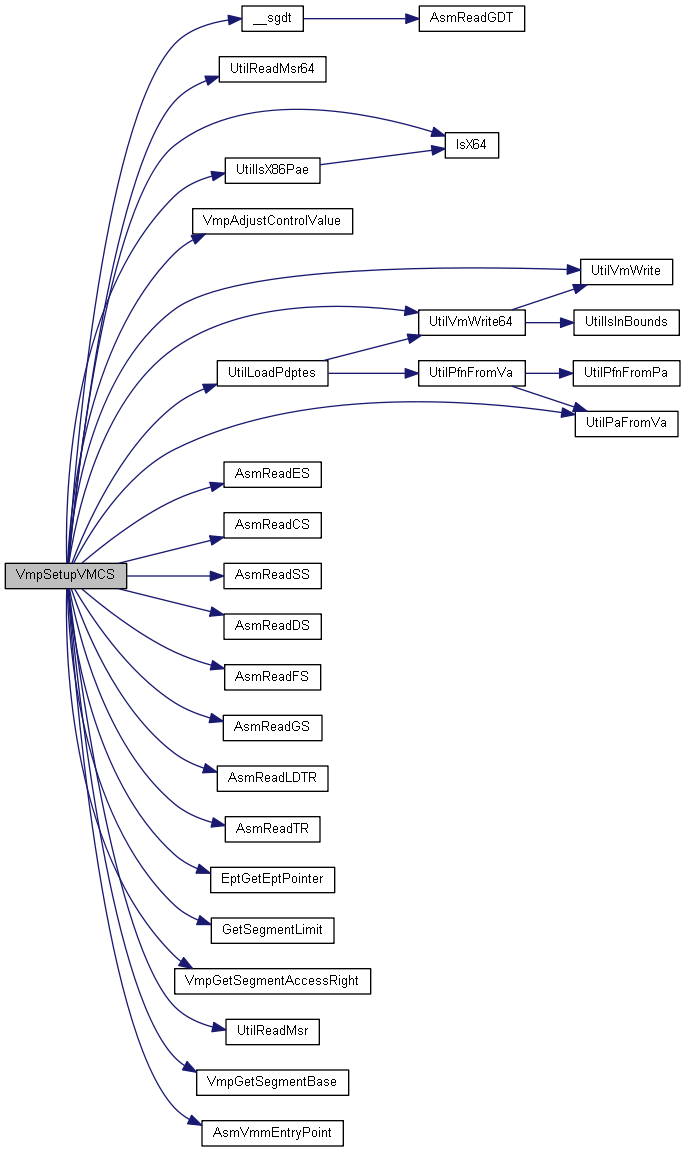 __sgdt
AsmReadGDT
UtilReadMsr64
IsX64
UtilIsX86Pae
VmpAdjustControlValue
UtilVmWrite
UtilVmWrite64
UtilIsInBounds
UtilLoadPdptes
UtilPfnFromVa
UtilPfnFromPa
UtilPaFromVa
AsmReadES
AsmReadCS
VmpSetupVMCS
AsmReadSS
AsmReadDS
AsmReadFS
AsmReadGS
AsmReadLDTR
AsmReadTR
EptGetEptPointer
GetSegmentLimit
VmpGetSegmentAccessRight
UtilReadMsr
VmpGetSegmentBase
AsmVmmEntryPoint